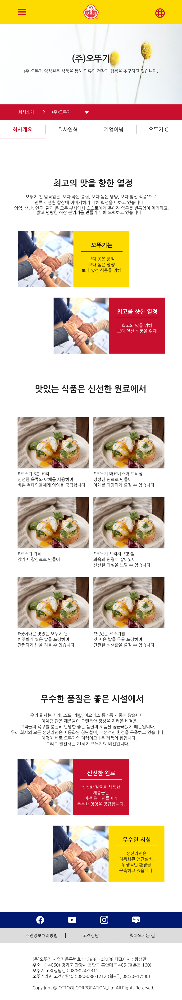 오뚜기
(주)오뚜기
(주)오뚜기 임직원은 식품을 통해 인류의 건강과 행복을 추구하고 있습니다.
회사소개 > (주)오뚜기
회사개요 회사연혁 기업이념 오뚜기 CI
최고의 맛을 향한 열정
오뚜기 전 임직원은 '보다 좋은 품질, 보다 높은 영양, 보다 앞선 식품'으로
인류 식생활 향상에 이바지하기 위해 최선을 다하고 있습니다.
영업, 생산, 연구, 관리 등 모든 부서에서 스스로에게 주어진 업무를 빈틈없이 처리하고,
밝고 명랑한 직장 분위기를 만들기 위해 노력하고 있습니다.
오뚜기는
보다 좋은 품질
보다 높은 영양
보다 앞선 식품을 위해
최고를 향한 열정
최고의 맛을 위해
보다 앞선 식품을 위해
맛있는 식품은 신선한 원료에서
#오뚜기 3분 요리
신선한 육류와 야채를 사용하여
바쁜 현대인들에게 영양을 공급합니다.
#오뚜기 마요네스와 드레싱
정성된 원료로 만들어
야채를 다양하게 즐길 수 있습니다.
#오뚜기 카레
갖가지 향신료로 만들어
#오뚜기 프리저브형 쨈
과육의 원형이 살아있어
신선한 과실을 느낄 수 있습니다.
#씻어나온 맛있는 오뚜기 쌀
깨끗하게 씻은 쌀을 포장하여
간편하게 밥을 지을 수 있습니다.
#맛있는 오뚜기밥
갓 지은 밥을 무균 포장하여
간편한 식생활을 즐길 수 있습니다.
우수한 품질은 좋은 시설에서
우리 회사는 카레, 스프, 케찲, 마요네스 등 1등 제품이 많습니다.
이처럼 많은 제품들이 오랫동안 정상을 지켜온 비결은
고객들의 욕구를 충실히 반영한 좋은 품질의 제품을 공급해왔기 때문입니다.
우리 회사의 모든 생산라인은 자동화된 첨단설비, 위생적인 환경을 구축하고 있습니다.
이것이 바로 오뚜기의 저력이고 1등 제품의 힘입니다.
그리고 발전하는 21세기 오뚜기의 비전입니다.
신선한 원료
신선한 원료를 사용한
제품들은
바쁜 현대인들에게
충분한 영양을 공급합니다.
우수한 시설
생산라인은
자동화된 첨단설비,
위생적인 환경을
구축하고 있습니다.
blog
개인정보처리방침 고객상담 찾아오시는 길
(주)오뚜기 사업자등록번호 : 138-81-03238 대표이사 : 황성만
주소 : (14060) 경기도 안양시 동안구 흥안대로 405 (평촌동 160)
오뚜기 고객상담실 : 080-024-2311
오뚜기라면 고객상담실 : 080-088-1212 (월~금, 08:30~17:00)
Copyright ⓒ OTTOGI CORPORATION.,Ltd All Rights Reserved.